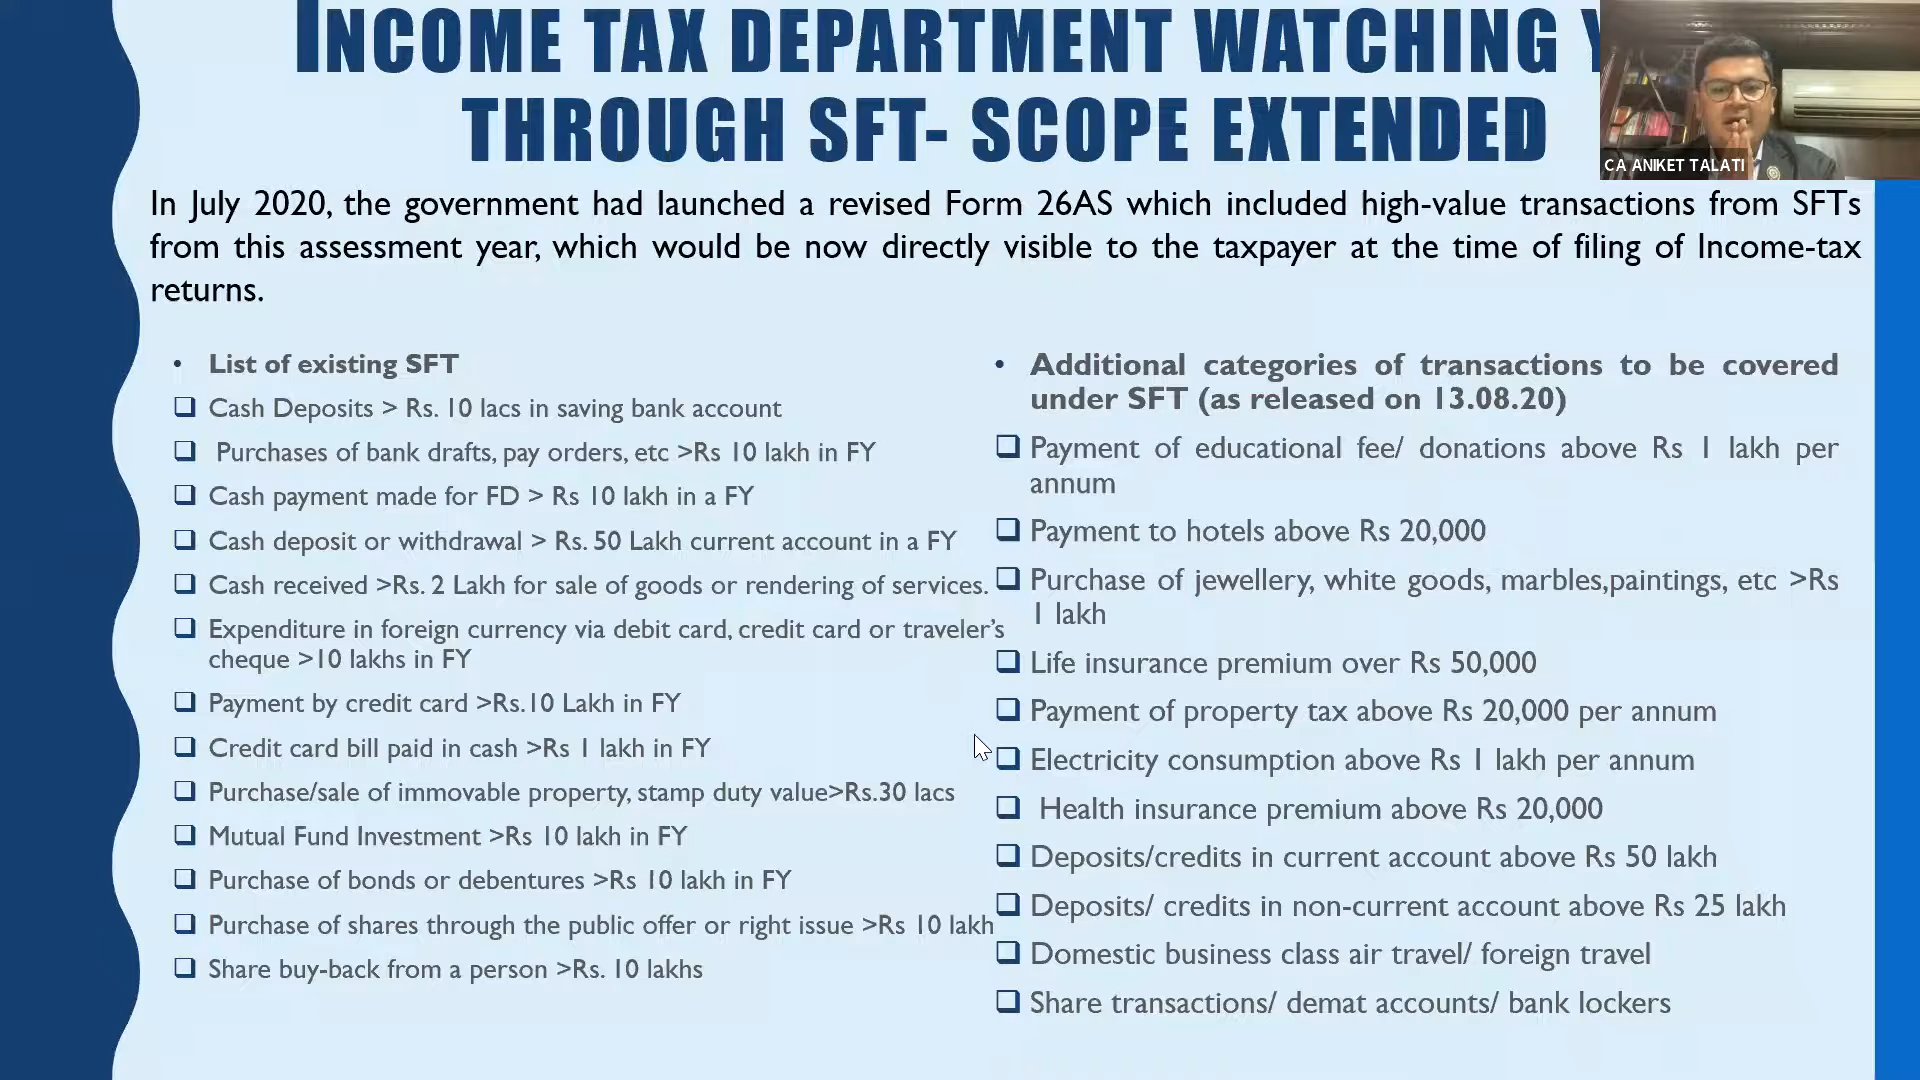 INCOME TAX DEPARTMENT WATCHING
THROUGH SFT- SCOPE EXTENDED
CA ANIKET TALATI
In July 2020, the government had launched a revised Form 26AS which included high-value transactions from SFTs
from this assessment year, which would be now directly visible to the taxpayer at the time of filing of Income-tax
returns.
• List of existing SFT
Cash Deposits > Rs. 10 lacs in saving bank account
Purchases of bank drafts, pay orders, etc >Rs 10 lakh in FY
Cash payment made for FD > Rs 10 lakh in a FY
Cash deposit or withdrawal > Rs. 50 Lakh current account in a FY
Cash received >Rs. 2 Lakh for sale of goods or rendering of services.
Expenditure in foreign currency via debit card, credit card or traveler's
cheque >10 lakhs in FY
Payment by credit card >Rs.10 Lakh in FY
Credit card bill paid in cash >Rs 1 lakh in FY
Purchase/sale of immovable property, stamp duty value>Rs.30 lacs
Mutual Fund Investment >Rs 10 lakh in FY
Purchase of bonds or debentures >Rs 10 lakh in FY
Purchase of shares through the public offer or right issue >Rs 10 lakh
Share buy-back from a person >Rs. 10 lakhs
• Additional categories of transactions to be covered
under SFT (as released on 13.08.20)
Payment of educational fee/ donations above Rs 1 lakh per
annum
Payment to hotels above Rs 20,000
Purchase of jewellery, white goods, marbles,paintings, etc >Rs
1 lakh
Life insurance premium over Rs 50,000
Payment of property tax above Rs 20,000 per annum
Electricity consumption above Rs 1 lakh per annum
Health insurance premium above Rs 20,000
Deposits/credits in current account above Rs 50 lakh
Deposits/ credits in non-current account above Rs 25 lakh
Domestic business class air travel/ foreign travel
Share transactions/ demat accounts/ bank lockers